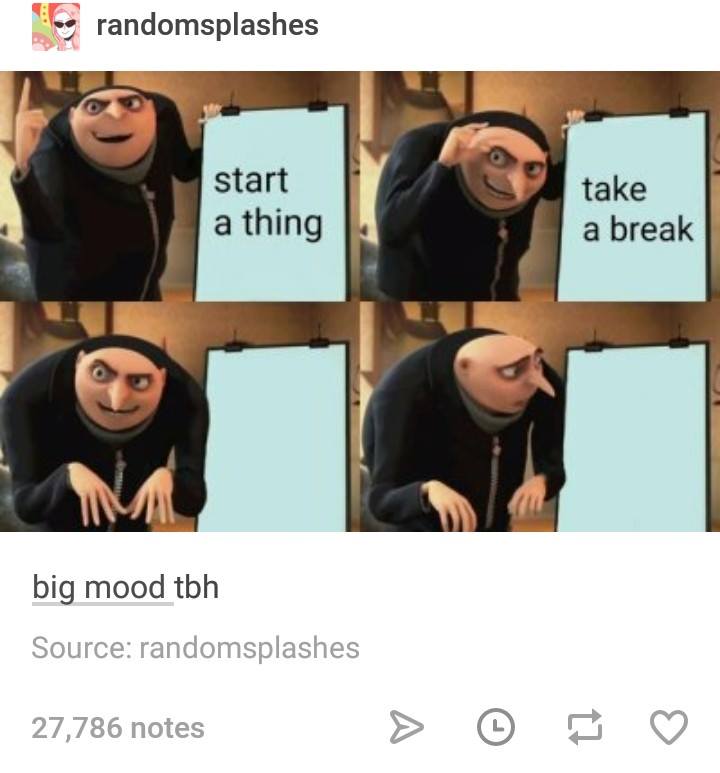 randomsplashes
start
a thing
take
a break
big mood tbh
Source: randomsplashes
27,786 notes